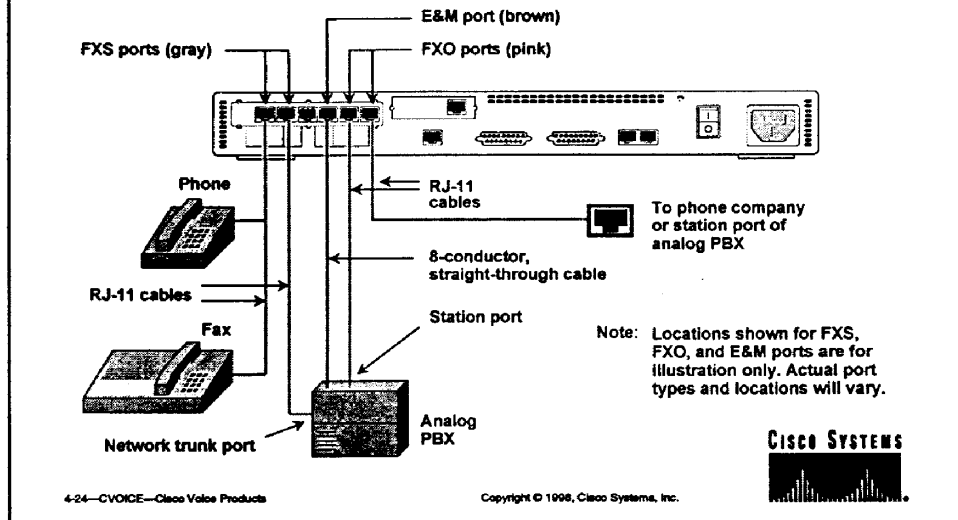 E&M port (brown)
FXS ports (gray)
FXO ports (pink)
Phone
RJ-11
cables
To phone company
or station port of
analog PBX
8-conductor,
straight-through cable
RJ-11 cables
Station port
Fax
Note: Locations shown for FXS,
FXO, and E&M ports are for
illustration only. Actual port
types and locations will vary.
Analog
PBX
Network trunk port
CISCO SYSTEMS
4-24—CVOICE—Cisco Voice Products
Copyright © 1998, Cisco Systems, Inc.